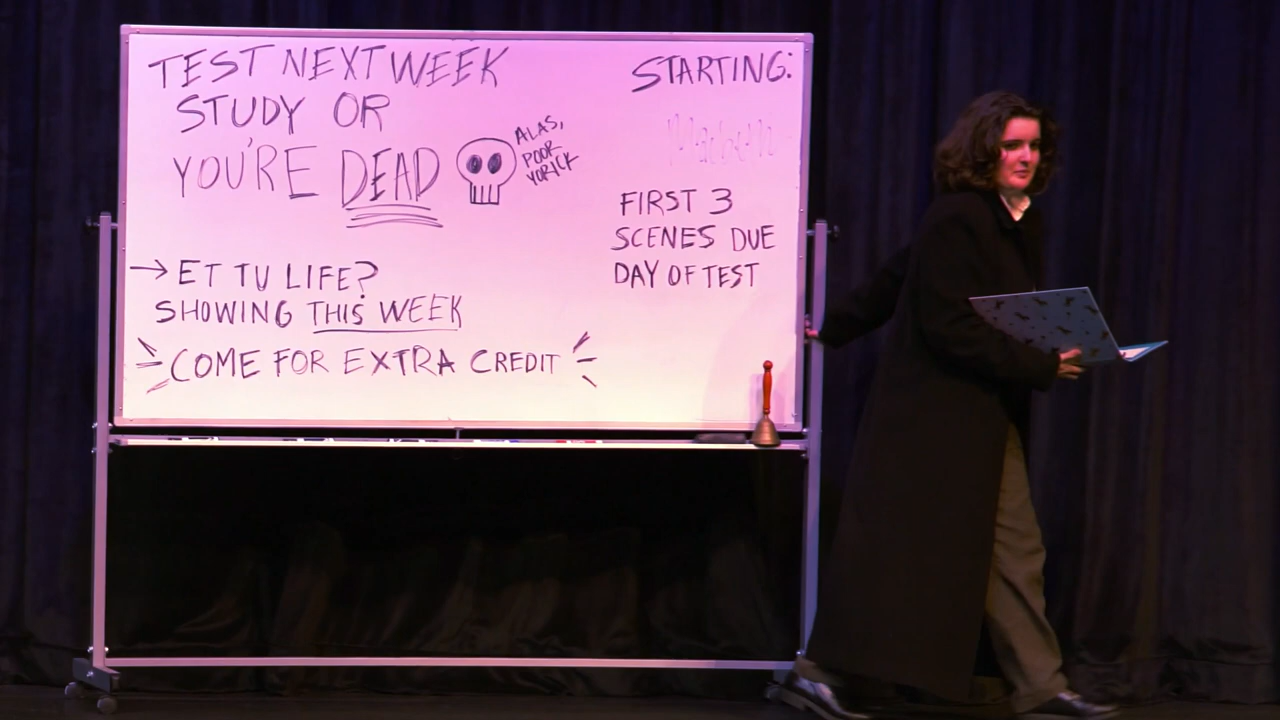 TEST NEXT WEEK
STUDY OR
YOU'RE DEAD
ALAS,
POOR
YORICK
→ ET TU LIFE?
SHOWING THIS WEEK
COME FOR EXTRA CREDIT
STARTING:
Macbeth
FIRST 3
SCENES DUE
DAY OF TEST